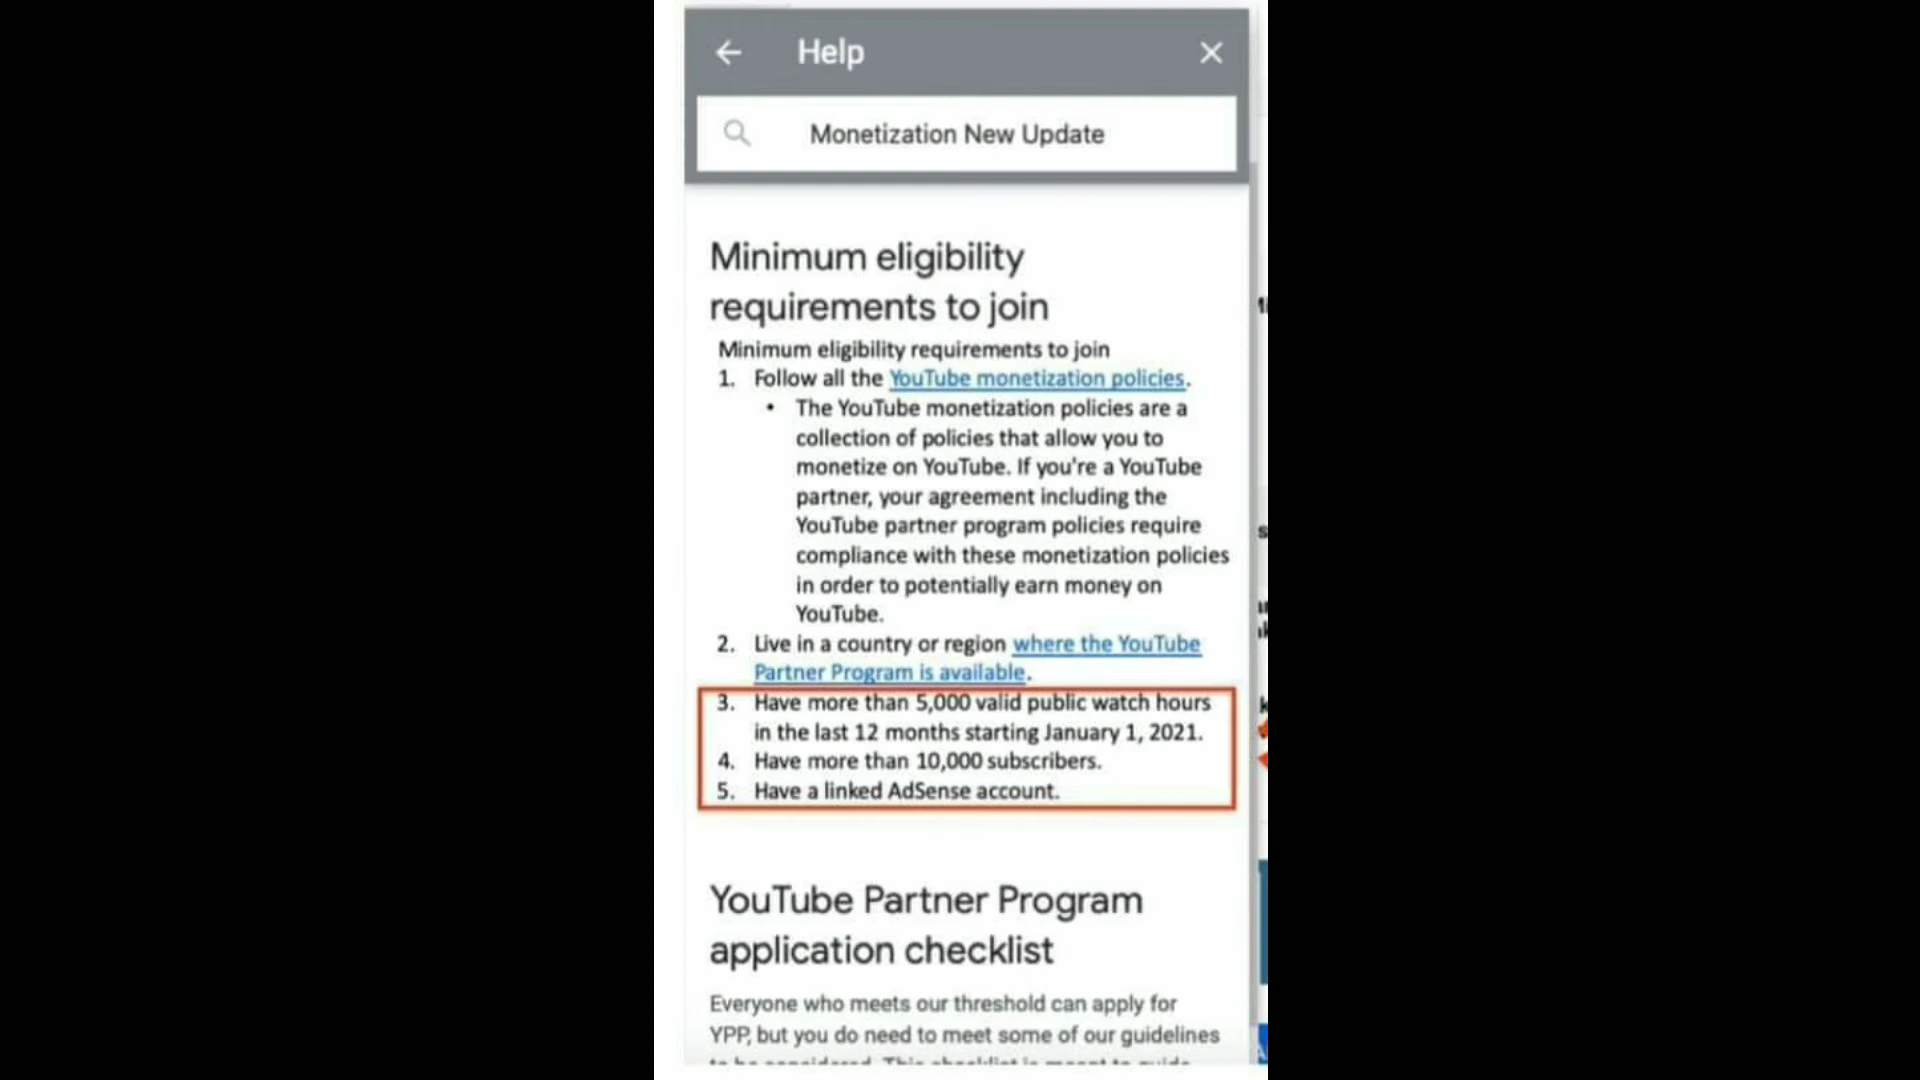 Help
Monetization New Update
Minimum eligibility
requirements to join
Minimum eligibility requirements to join
1. Follow all the YouTube monetization policies.
• The YouTube monetization policies are a
collection of policies that allow you to
monetize on YouTube. If you're a YouTube
partner, your agreement including the
YouTube partner program policies require
compliance with these monetization policies
in order to potentially earn money on
YouTube.
2. Live in a country or region where the YouTube
Partner Program is available.
3. Have more than 5,000 valid public watch hours
in the last 12 months starting January 1, 2021.
4. Have more than 10,000 subscribers.
5. Have a linked AdSense account.
YouTube Partner Program
application checklist
Everyone who meets our threshold can apply for
YPP, but you do need to meet some of our guidelines